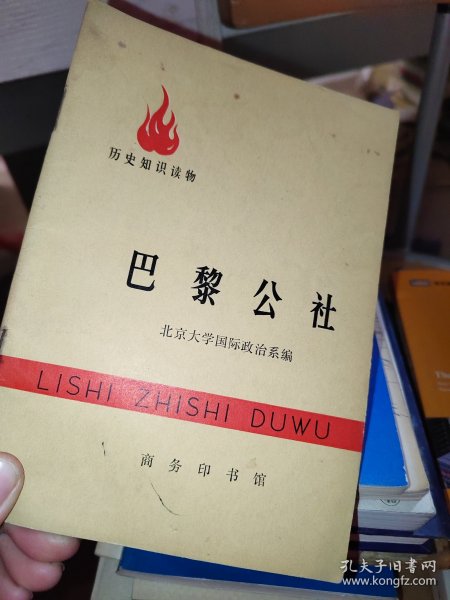 历史知识读物
巴黎公社
北京大学国际政治系编
LISHI ZHISHI DUWU
商务印书馆
孔夫子旧书网
www.kongfz.com